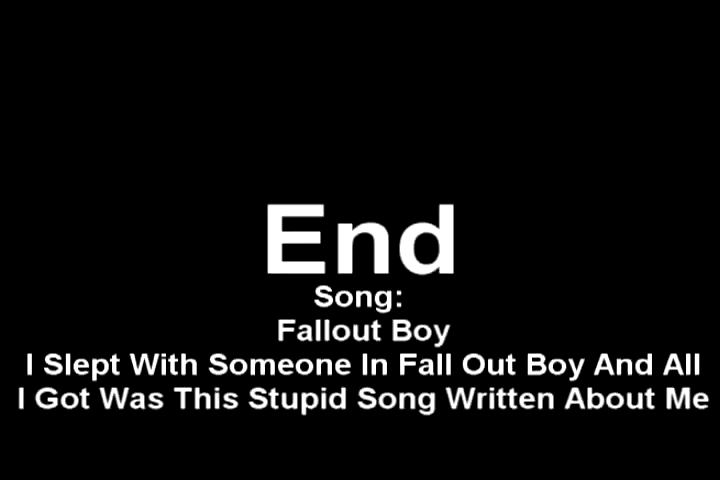 End
Song:
Fallout Boy
I Slept With Someone In Fall Out Boy And All
I Got Was This Stupid Song Written About Me